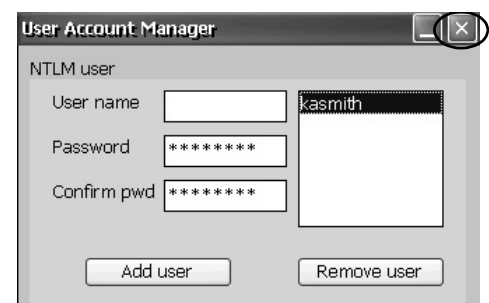 User Account Manager
NTLM user
User name
kasmith
Password ********
Confirm pwd ********
Add user Remove user